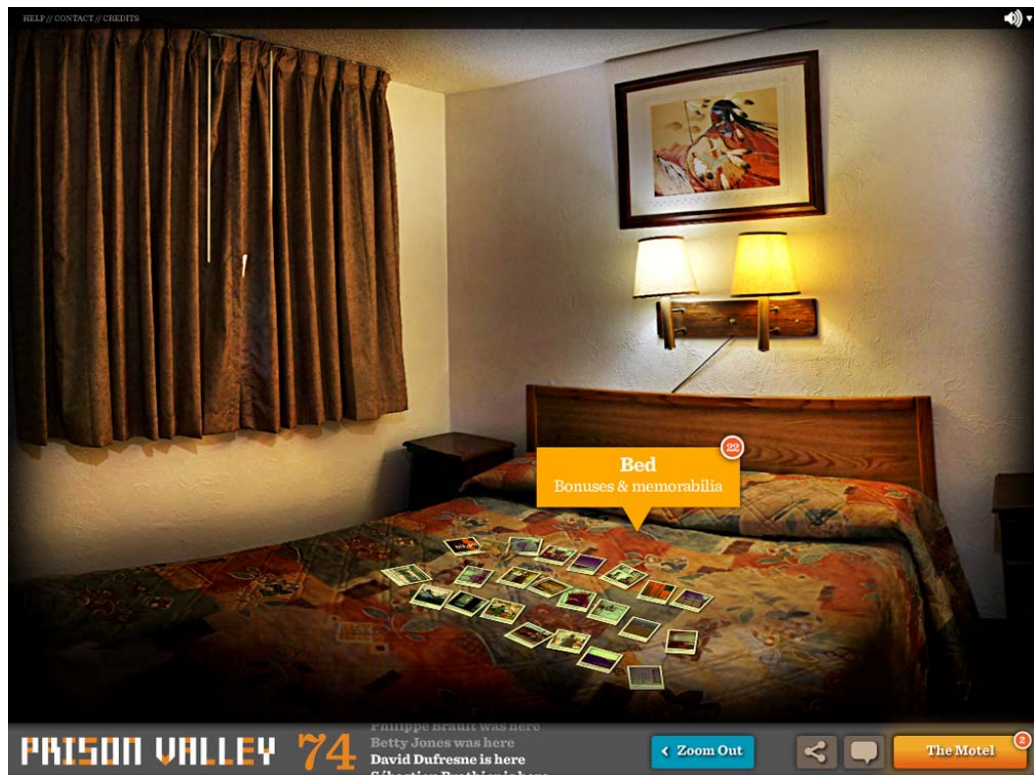 HELP// CONTACT// CREDITS
22
Bed
Bonuses & memorabilia
PRISON VALLEY 74
Philippe Brault was here
Betty Jones was here
David Dufresne is here
Zoom Out
The Motel
2